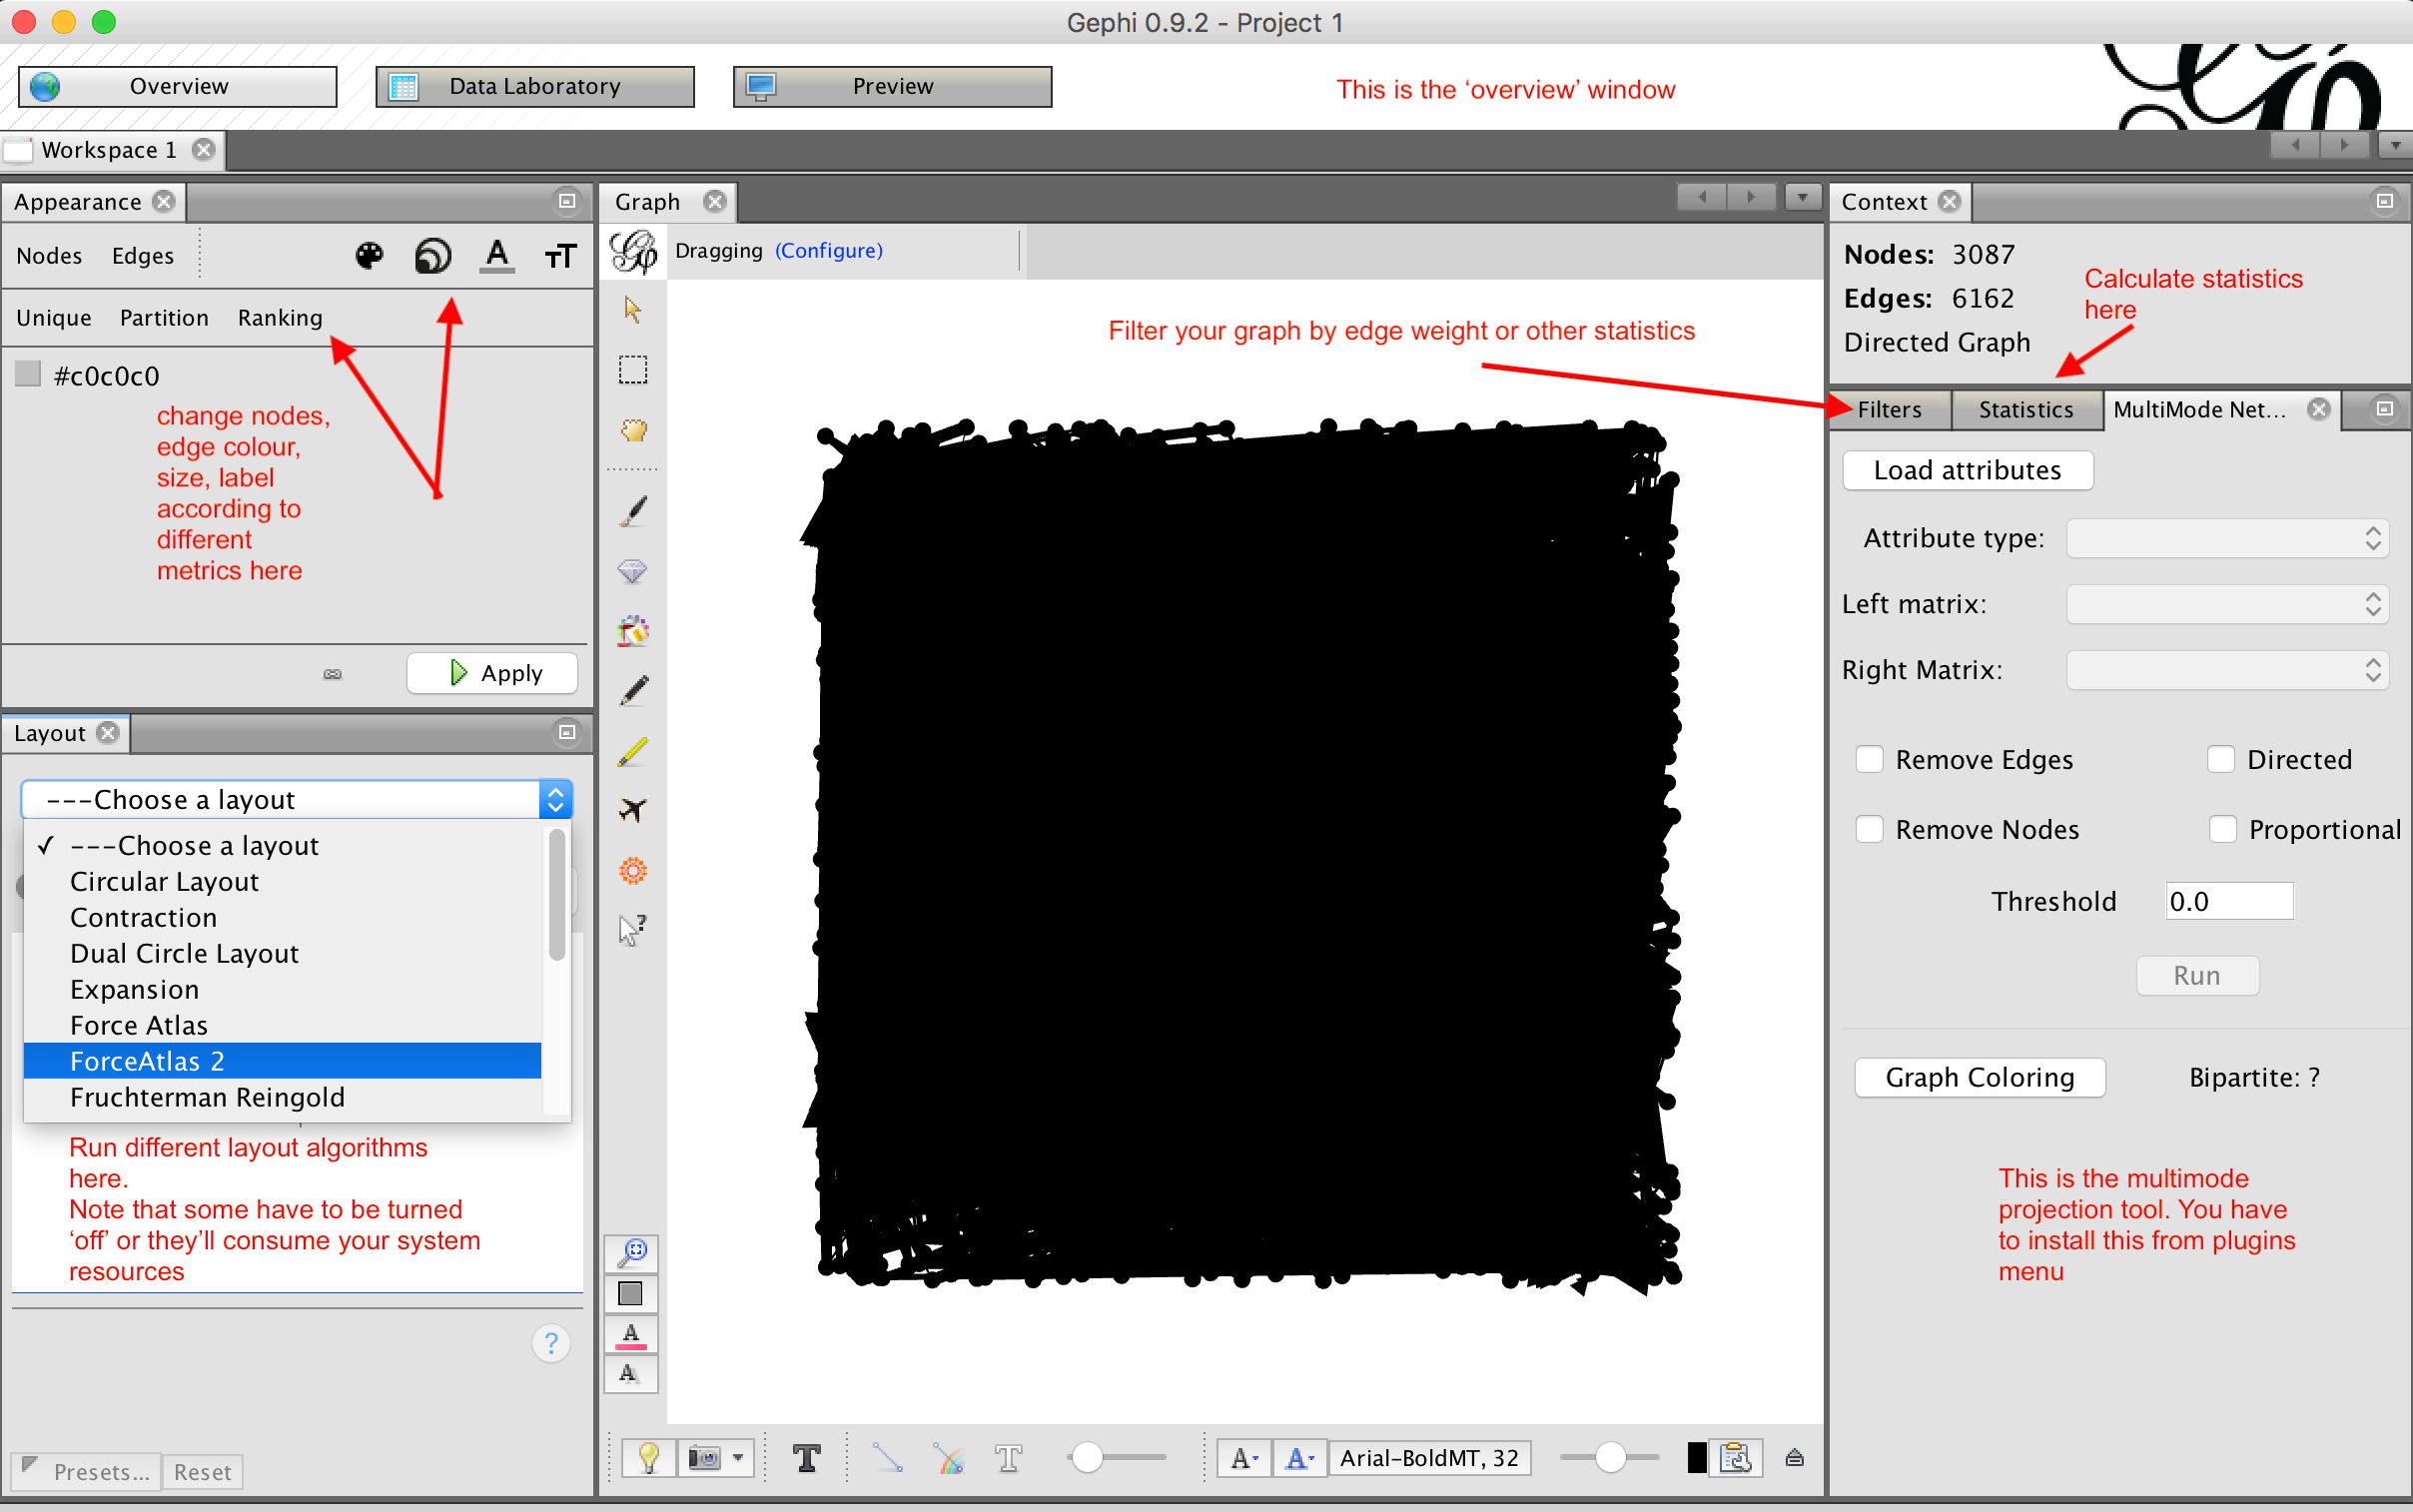 Gephi 0.9.2 - Project 1
Overview
Data Laboratory
Preview
This is the ‘overview’ window
Workspace 1
Appearance
Nodes Edges
Unique Partition Ranking
#c0c0c0
change nodes,
edge colour,
size, label
according to
different
metrics here
Apply
Layout
---Choose a layout
✓ ---Choose a layout
Circular Layout
Contraction
Dual Circle Layout
Expansion
Force Atlas
ForceAtlas 2
Fruchterman Reingold
Run different layout algorithms
here.
Note that some have to be turned
‘off’ or they’ll consume your system
resources
Presets... Reset
Graph
Dragging (Configure)
Filter your graph by edge weight or other statistics
Arial-BoldMT, 32
Context
Nodes: 3087
Edges: 6162
Directed Graph
Calculate statistics
here
Filters Statistics MultiMode Net...
Load attributes
Attribute type:
Left matrix:
Right Matrix:
Remove Edges Directed
Remove Nodes Proportional
Threshold 0.0
Run
Graph Coloring Bipartite: ?
This is the multimode
projection tool. You have
to install this from plugins
menu